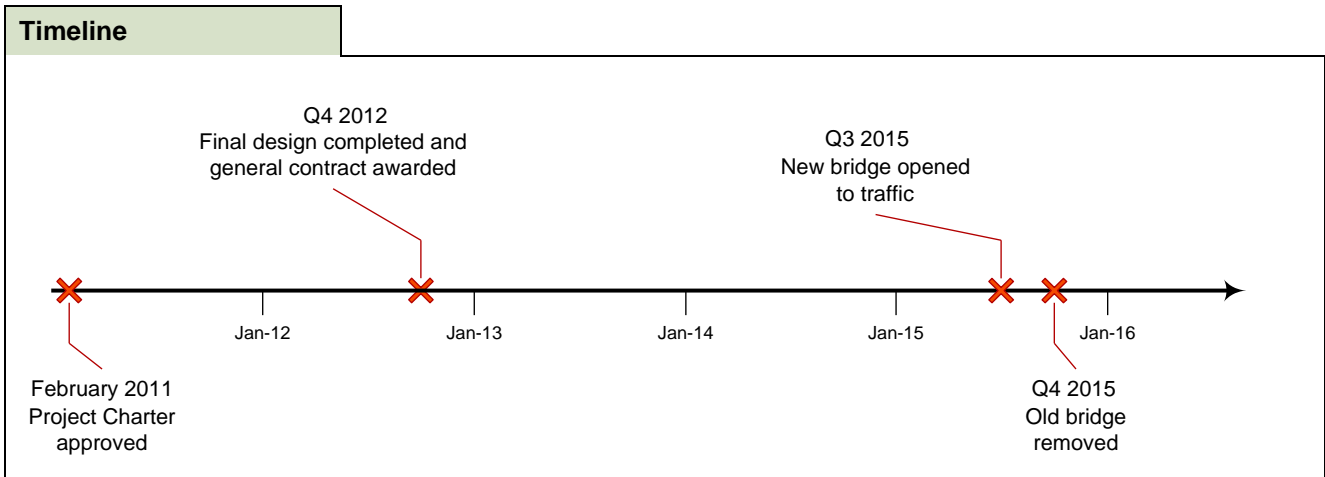 Timeline
Q4 2012
Final design completed and
general contract awarded
Q3 2015
New bridge opened
to traffic
Jan-12
Jan-13
Jan-14
Jan-15
Jan-16
February 2011
Project Charter
approved
Q4 2015
Old bridge
removed